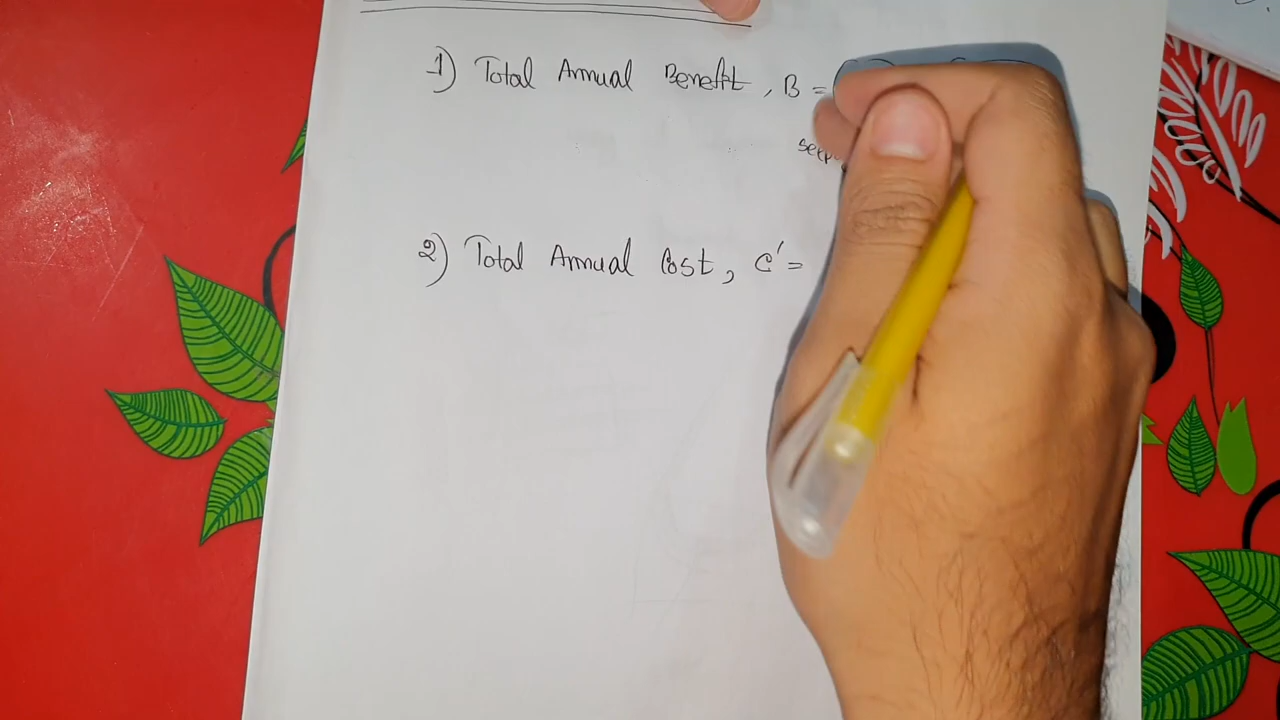 1) Total Annual Benefit, B =
2) Total Annual Cost, C' =